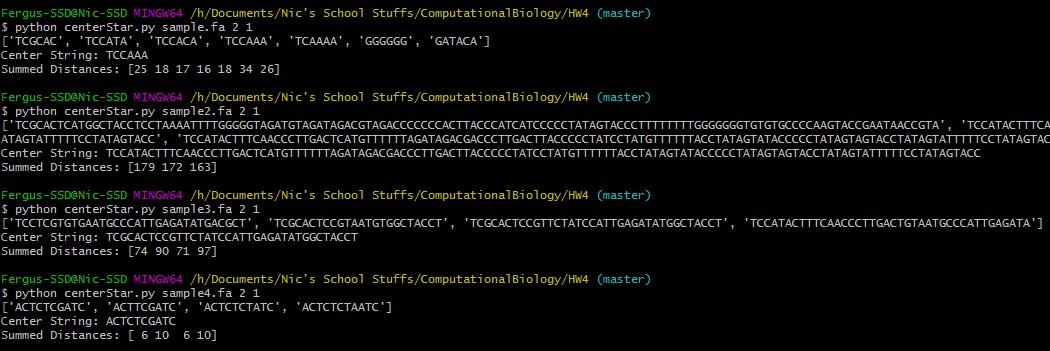 Fergus-SSD@Nic-SSD MINGW64 /h/Documents/Nic's School Stuffs/ComputationalBiology/HW4 (master)
$ python centerStar.py sample.fa 2 1
['TCGCAC', 'TCCATA', 'TCCACA', 'TCCAAA', 'TCAAAA', 'GGGGGG', 'GATACA']
Center String: TCCAAA
Summed Distances: [25 18 17 16 18 34 26]
Fergus-SSD@Nic-SSD MINGW64 /h/Documents/Nic's School Stuffs/ComputationalBiology/HW4 (master)
$ python centerStar.py sample2.fa 2 1
['TCGCACTCATGGCTACCTCCTAAAATTTTGGGGGTAGATGTAGATAGACGTAGACCCCCCCACTTACCCATCATCCCCCTATAGTACCCTTTTTTTTGGGGGGGTGTGTGCCCCAAGTACCGAATAACCGTA', 'TCCATACTTTCA
ATAGTATTTTTCCTATAGTACC', 'TCCATACTTTCAACCCTTGACTCATGTTTTTTAGATAGACGACCCTTGACTTACCCCCTATCCTATGTTTTTTACCTATAGTATACCCCCTATAGTAGTACCTATAGTATTTTTCCTATAGTAC
Center String: TCCATACTTTCAACCCTTGACTCATGTTTTTTAGATAGACGACCCTTGACTTACCCCCTATCCTATGTTTTTTACCTATAGTATACCCCCTATAGTAGTACCTATAGTATTTTTCCTATAGTACC
Summed Distances: [179 172 163]
Fergus-SSD@Nic-SSD MINGW64 /h/Documents/Nic's School Stuffs/ComputationalBiology/HW4 (master)
$ python centerStar.py sample3.fa 2 1
['TCCTCGTGTGAATGCCCATTGAGATATGACGCT', 'TCGCACTCCGTAATGTGGCTACCT', 'TCGCACTCCGTTCTATCCATTGAGATATGGCTACCT', 'TCCATACTTTCAACCCTTGACTGTAATGCCCATTGAGATA']
Center String: TCGCACTCCGTTCTATCCATTGAGATATGGCTACCT
Summed Distances: [74 90 71 97]
Fergus-SSD@Nic-SSD MINGW64 /h/Documents/Nic's School Stuffs/ComputationalBiology/HW4 (master)
$ python centerStar.py sample4.fa 2 1
['ACTCTCGATC', 'ACTTCGATC', 'ACTCTCTATC', 'ACTCTCTAATC']
Center String: ACTCTCGATC
Summed Distances: [ 6 10  6 10]